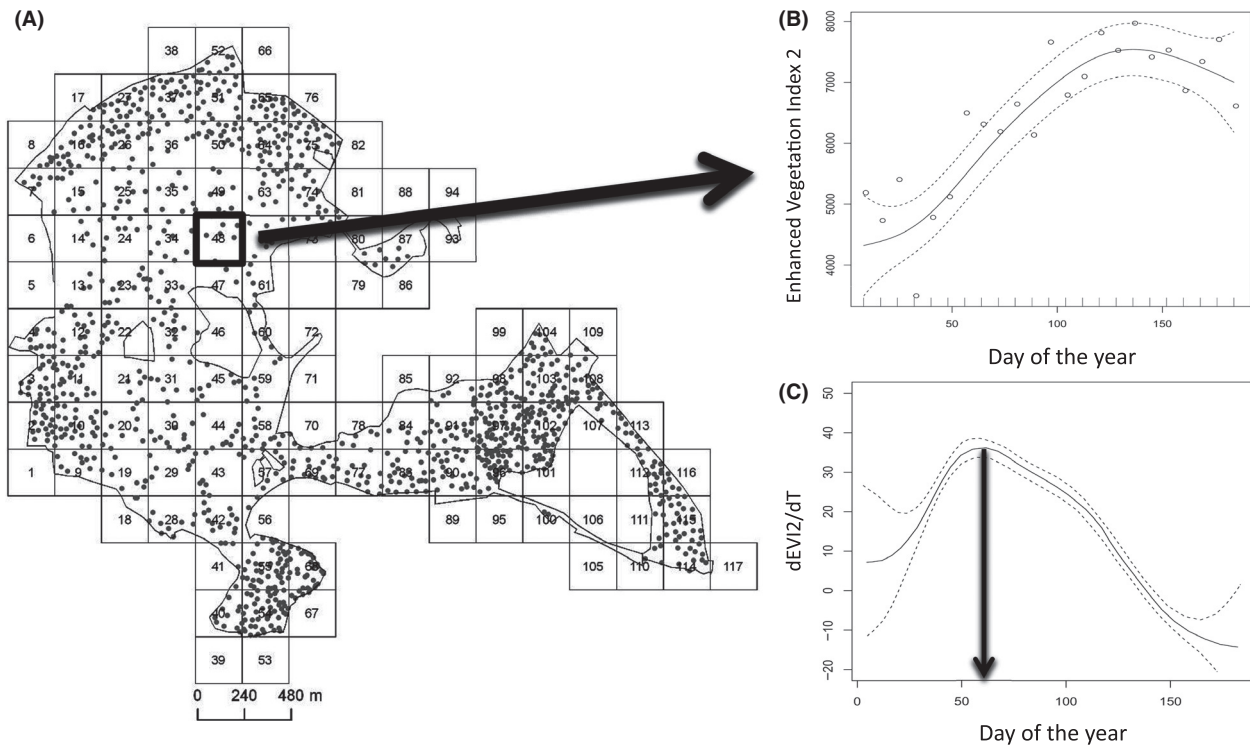 (A)
38 52 66
17 27 37 51 65 76
8 16 26 36 50 64 75 82
7 15 25 35 49 63 74 81 88 94
6 14 24 34 48 73 80 87 93
5 13 23 33 47 61 79 86
4 12 22 32 46 60 72 99 104 109
3 11 21 31 45 59 71 85 92 98 103 108
2 10 20 30 44 58 70 78 84 91 97 102 107 113
1 9 19 29 43 57 69 77 83 90 96 101 112 116
18 28 42 56 89 95 100 106 111 115
41 55 68 105 110 114 117
40 54 67
39 53
0 240 480 m
(B)
Enhanced Vegetation Index 2
8000
7000
6000
5000
4000
50 100 150
Day of the year
(C)
dEVI2/dT
50
40
30
20
10
0
−10
−20
0 50 100 150
Day of the year